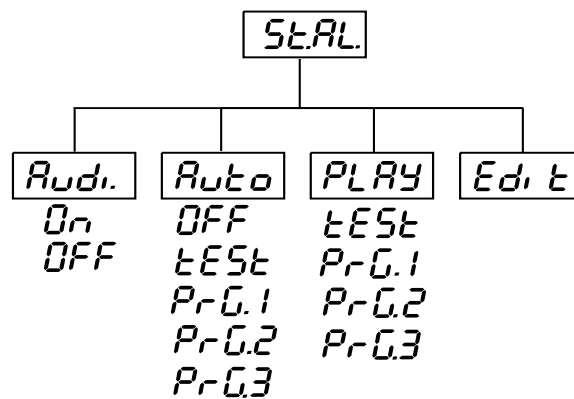 St.AL.
Audi.
Auto
PLAY
Edit
On
OFF
OFF
tESt
PrG.1
PrG.2
PrG.3
tESt
PrG.1
PrG.2
PrG.3